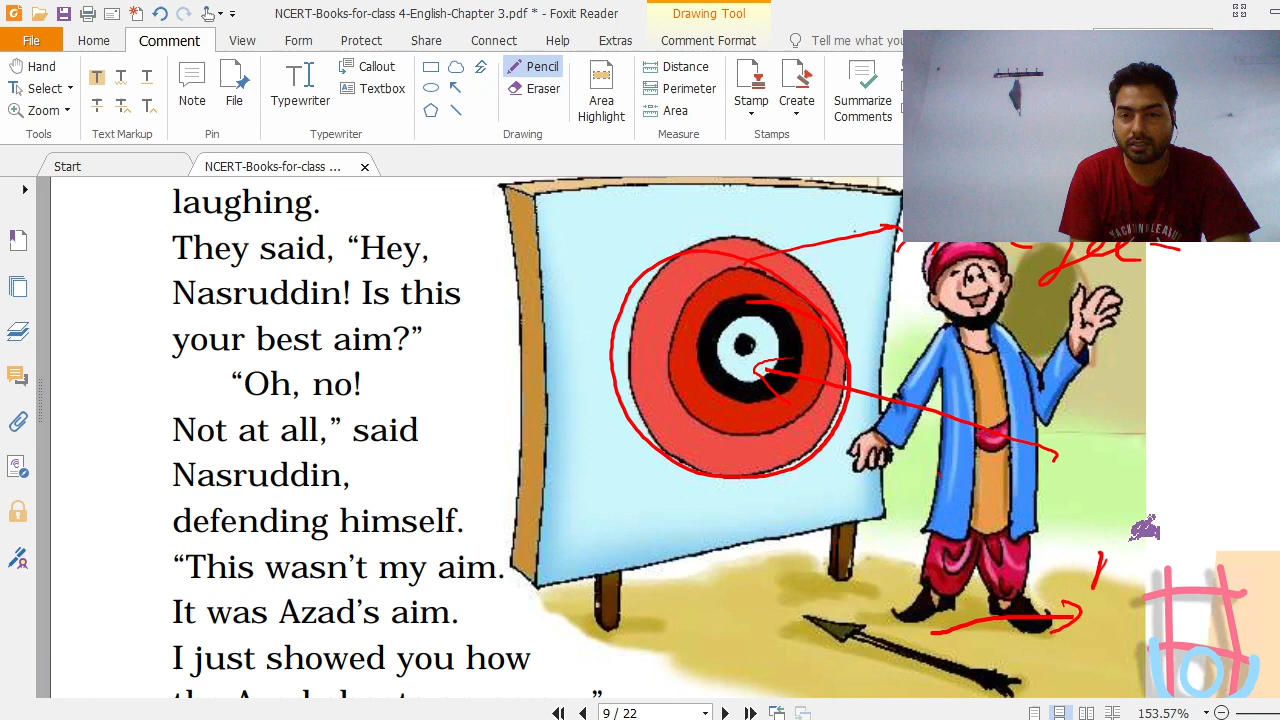 NCERT-Books-for-class 4-English-Chapter 3.pdf * - Foxit Reader
Drawing Tool
File Home Comment View Form Protect Share Connect Help Extras Comment Format Tell me what you
Hand
Select
Zoom
Tools
Text Markup
Note
File
Pin
Typewriter
Callout
Textbox
Typewriter
Pencil
Eraser
Drawing
Area
Highlight
Distance
Perimeter
Area
Measure
Stamp
Create
Stamps
Summarize
Comments
Start
NCERT-Books-for-class ...
laughing.
They said, “Hey,
Nasruddin! Is this
your best aim?”
“Oh, no!
Not at all,” said
Nasruddin,
defending himself.
“This wasn’t my aim.
It was Azad’s aim.
I just showed you how
9 / 22
153.57%